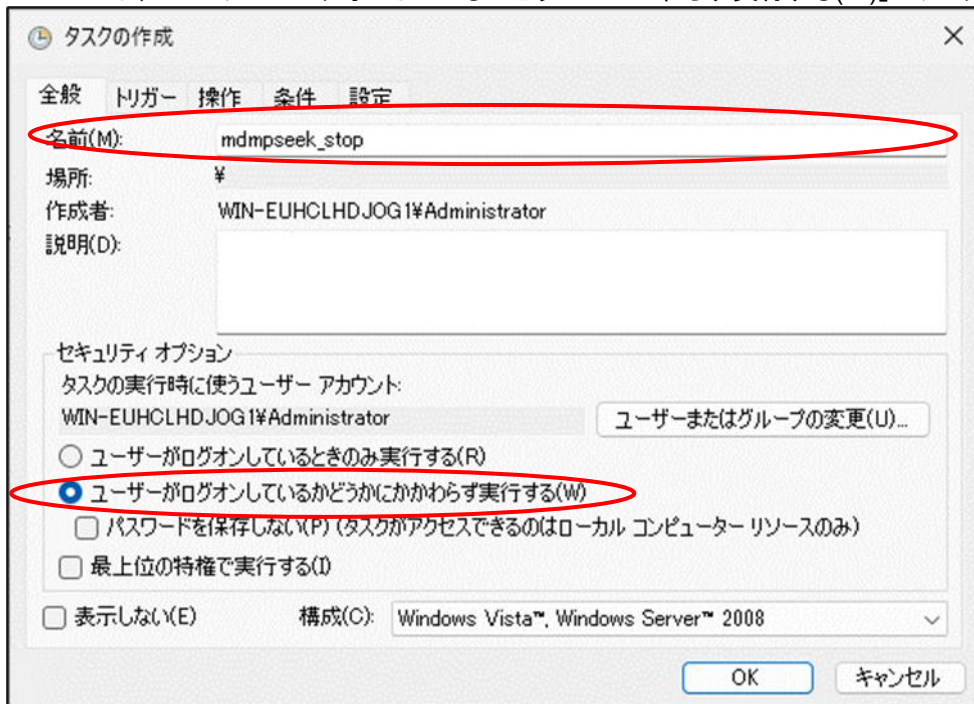 タスクの作成
全般 トリガー 操作 条件 設定
名前(M): mdmpseek_stop
場所: ¥
作成者: WIN-EUHCLHDJOG1¥Administrator
説明(D):
セキュリティ オプション
タスクの実行時に使うユーザー アカウント:
WIN-EUHCLHDJOG1¥Administrator ユーザーまたはグループの変更(U)...
ユーザーがログオンしているときのみ実行する(R)
ユーザーがログオンしているかどうかにかかわらず実行する(W)
パスワードを保存しない(P) (タスクがアクセスできるのはローカル コンピューター リソースのみ)
最上位の特権で実行する(I)
表示しない(E) 構成(C): Windows Vista™, Windows Server™ 2008
OK キャンセル